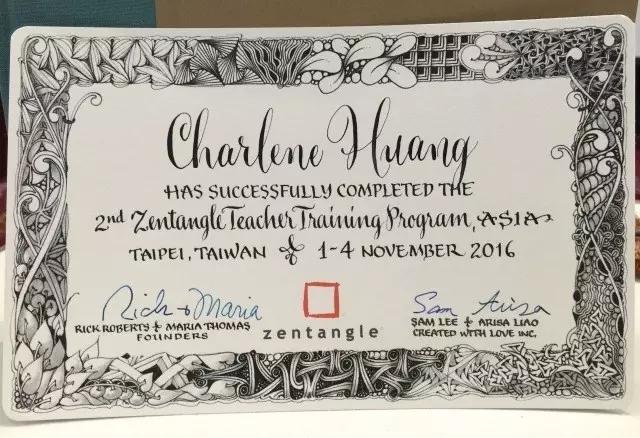 Charlene Huang
HAS SUCCESSFULLY COMPLETED THE
2nd Zentangle Teacher Training Program, ASIA
TAIPEI, TAIWAN 1-4 NOVEMBER 2016
Rick + Maria
RICK ROBERTS + MARIA THOMAS
FOUNDERS
zentangle®
Sam Arisa
SAM LEE + ARISA LIAO
CREATED WITH LOVE INC.